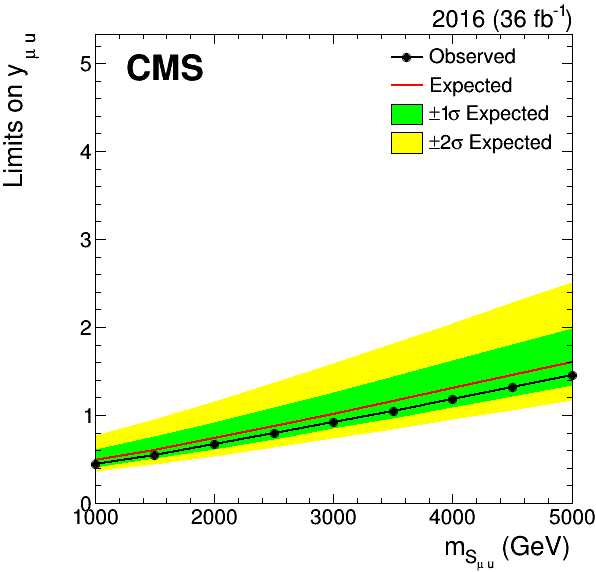 2016 (36 fb⁻¹)
CMS
Observed
Expected
±1σ Expected
±2σ Expected
Limits on y μu
5
4
3
2
1
0
1000 2000 3000 4000 5000
m_S_μu (GeV)